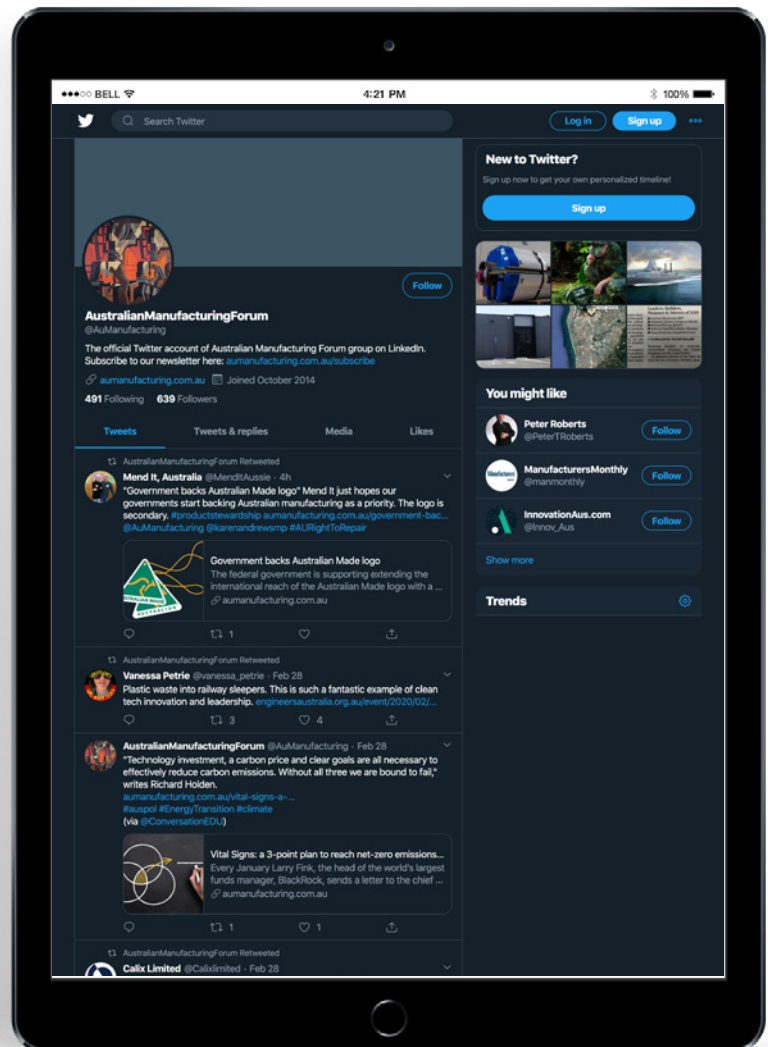 BELL
4:21 PM
100%
Search Twitter
Log in
Sign up
AustralianManufacturingForum
@AuManufacturing
Follow
The official Twitter account of Australian Manufacturing Forum group on LinkedIn.
Subscribe to our newsletter here: aumanufacturing.com.au/subscribe
aumanufacturing.com.au Joined October 2014
491 Following 639 Followers
Tweets Tweets & replies Media Likes
AustralianManufacturingForum Retweeted
Mend It, Australia @MendItAussie · 4h
"Government backs Australian Made logo" Mend It just hopes our
governments start backing Australian manufacturing as a priority. The logo is
secondary. #productstewardship aumanufacturing.com.au/government-bac...
@AuManufacturing @karenandrewsmp #AURightToRepair
Government backs Australian Made logo
The federal government is supporting extending the
international reach of the Australian Made logo with a ...
aumanufacturing.com.au
1
AustralianManufacturingForum Retweeted
Vanessa Petrie @vanessa_petrie · Feb 28
Plastic waste into railway sleepers. This is such a fantastic example of clean
tech innovation and leadership. engineersaustralia.org.au/event/2020/02/...
3 4
AustralianManufacturingForum @AuManufacturing · Feb 28
"Technology investment, a carbon price and clear goals are all necessary to
effectively reduce carbon emissions. Without all three we are bound to fail,"
writes Richard Holden.
aumanufacturing.com.au/vital-signs-a-...
#auspol #EnergyTransition #climate
(via @ConversationEDU)
Vital Signs: a 3-point plan to reach net-zero emissions...
Every January Larry Fink, the head of the world's largest
funds manager, BlackRock, sends a letter to the chief ...
aumanufacturing.com.au
1 1
AustralianManufacturingForum Retweeted
Calix Limited @Calixlimited · Feb 28
New to Twitter?
Sign up now to get your own personalized timeline!
Sign up
You might like
Peter Roberts
@PeterTRoberts
Follow
ManufacturersMonthly
@manmonthly
Follow
InnovationAus.com
@Innov_Aus
Follow
Show more
Trends